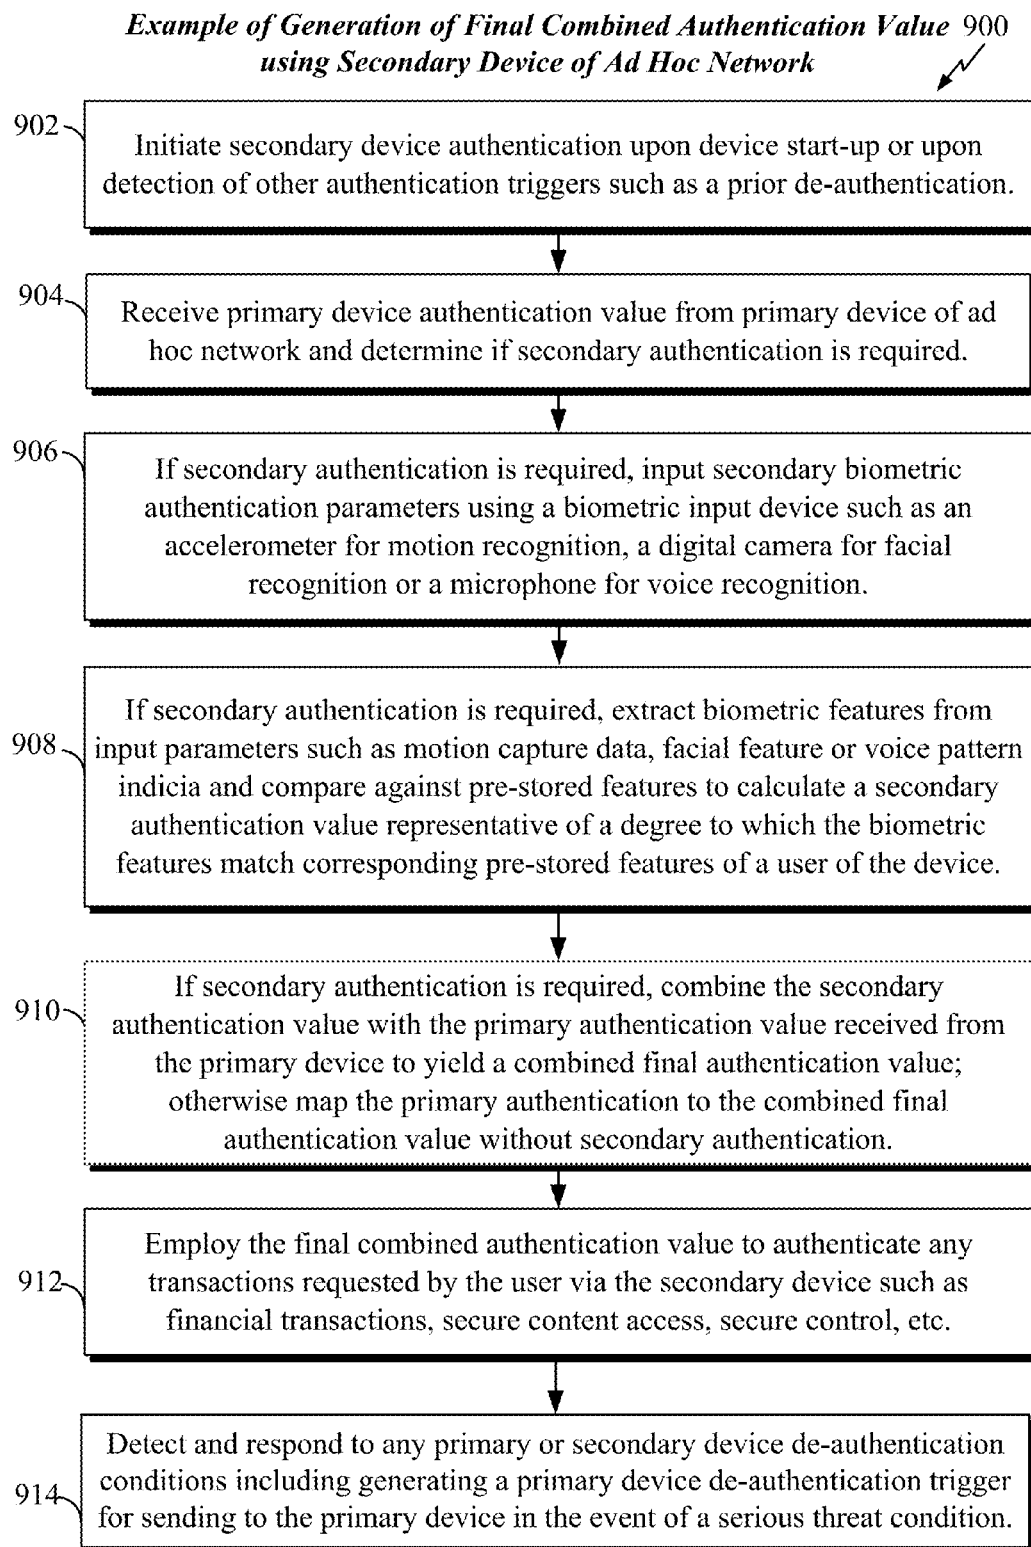 Example of Generation of Final Combined Authentication Value 900
using Secondary Device of Ad Hoc Network
902
Initiate secondary device authentication upon device start-up or upon
detection of other authentication triggers such as a prior de-authentication.
904
Receive primary device authentication value from primary device of ad
hoc network and determine if secondary authentication is required.
906
If secondary authentication is required, input secondary biometric
authentication parameters using a biometric input device such as an
accelerometer for motion recognition, a digital camera for facial
recognition or a microphone for voice recognition.
908
If secondary authentication is required, extract biometric features from
input parameters such as motion capture data, facial feature or voice pattern
indicia and compare against pre-stored features to calculate a secondary
authentication value representative of a degree to which the biometric
features match corresponding pre-stored features of a user of the device.
910
If secondary authentication is required, combine the secondary
authentication value with the primary authentication value received from
the primary device to yield a combined final authentication value;
otherwise map the primary authentication to the combined final
authentication value without secondary authentication.
912
Employ the final combined authentication value to authenticate any
transactions requested by the user via the secondary device such as
financial transactions, secure content access, secure control, etc.
914
Detect and respond to any primary or secondary device de-authentication
conditions including generating a primary device de-authentication trigger
for sending to the primary device in the event of a serious threat condition.